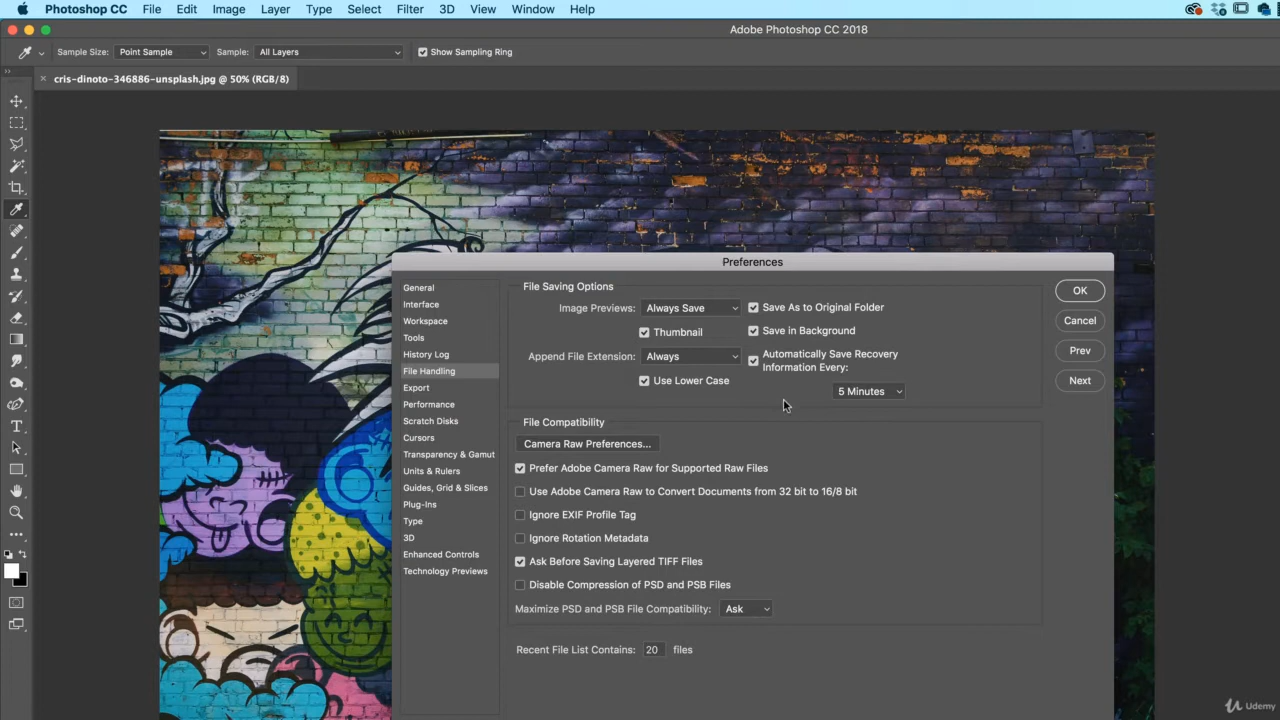 Photoshop CC File Edit Image Layer Type Select Filter 3D View Window Help
Adobe Photoshop CC 2018
Sample Size: Point Sample Sample: All Layers Show Sampling Ring
cris-dinoto-346886-unsplash.jpg @ 50% (RGB/8)
Preferences
General
Interface
Workspace
Tools
History Log
File Handling
Export
Performance
Scratch Disks
Cursors
Transparency & Gamut
Units & Rulers
Guides, Grid & Slices
Plug-Ins
Type
3D
Enhanced Controls
Technology Previews
File Saving Options
Image Previews: Always Save
Thumbnail
Append File Extension: Always
Use Lower Case
Save As to Original Folder
Save in Background
Automatically Save Recovery
Information Every:
5 Minutes
File Compatibility
Camera Raw Preferences...
Prefer Adobe Camera Raw for Supported Raw Files
Use Adobe Camera Raw to Convert Documents from 32 bit to 16/8 bit
Ignore EXIF Profile Tag
Ignore Rotation Metadata
Ask Before Saving Layered TIFF Files
Disable Compression of PSD and PSB Files
Maximize PSD and PSB File Compatibility: Ask
Recent File List Contains: 20 files
OK
Cancel
Prev
Next
Udemy